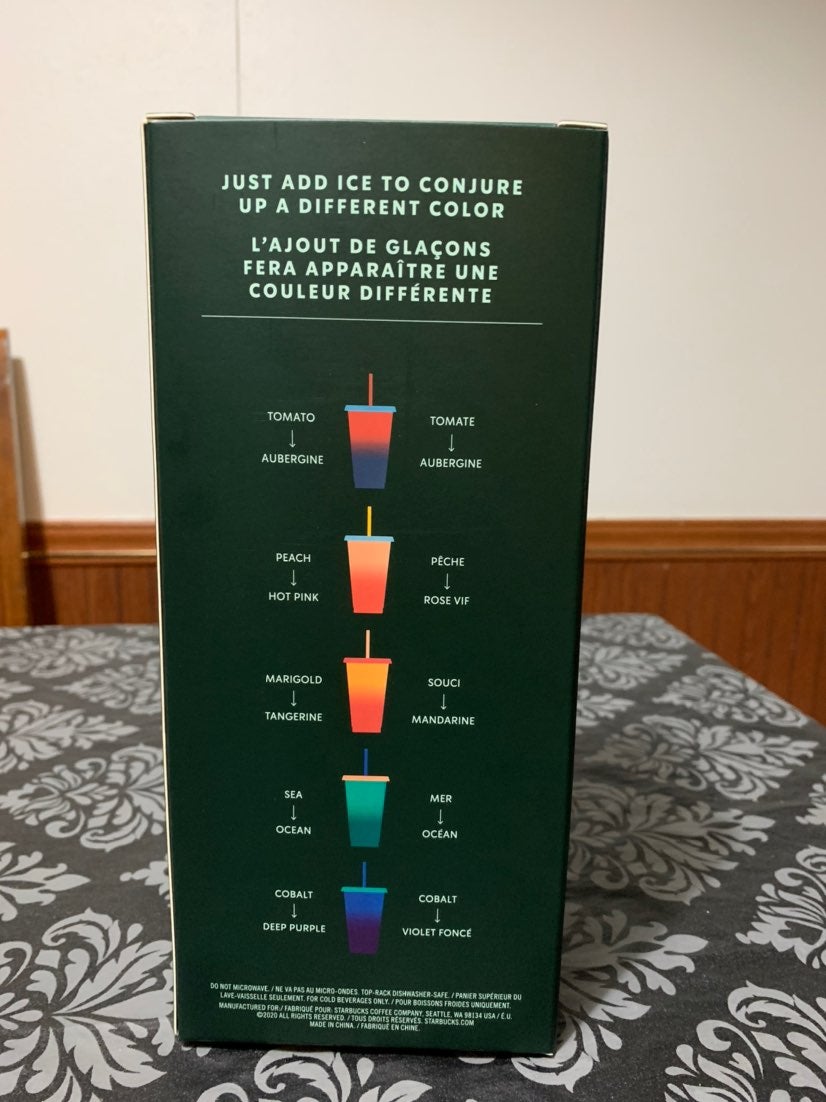 JUST ADD ICE TO CONJURE
UP A DIFFERENT COLOR
L'AJOUT DE GLAÇONS
FERA APPARAÎTRE UNE
COULEUR DIFFÉRENTE
TOMATO
↓
AUBERGINE
TOMATE
↓
AUBERGINE
PEACH
↓
HOT PINK
PÊCHE
↓
ROSE VIF
MARIGOLD
↓
TANGERINE
SOUCI
↓
MANDARINE
SEA
↓
OCEAN
MER
↓
OCÉAN
COBALT
↓
DEEP PURPLE
COBALT
↓
VIOLET FONCÉ
DO NOT MICROWAVE. / NE VA PAS AU MICRO-ONDES. TOP-RACK DISHWASHER-SAFE. / PANIER SUPÉRIEUR DU
LAVE-VAISSELLE SEULEMENT. FOR COLD BEVERAGES ONLY. / POUR BOISSONS FROIDES UNIQUEMENT.
MANUFACTURED FOR / FABRIQUÉ POUR: STARBUCKS COFFEE COMPANY, SEATTLE, WA 98134 USA / É.U.
©2020 ALL RIGHTS RESERVED. / TOUS DROITS RÉSERVÉS. STARBUCKS.COM
MADE IN CHINA. / FABRIQUÉ EN CHINE.